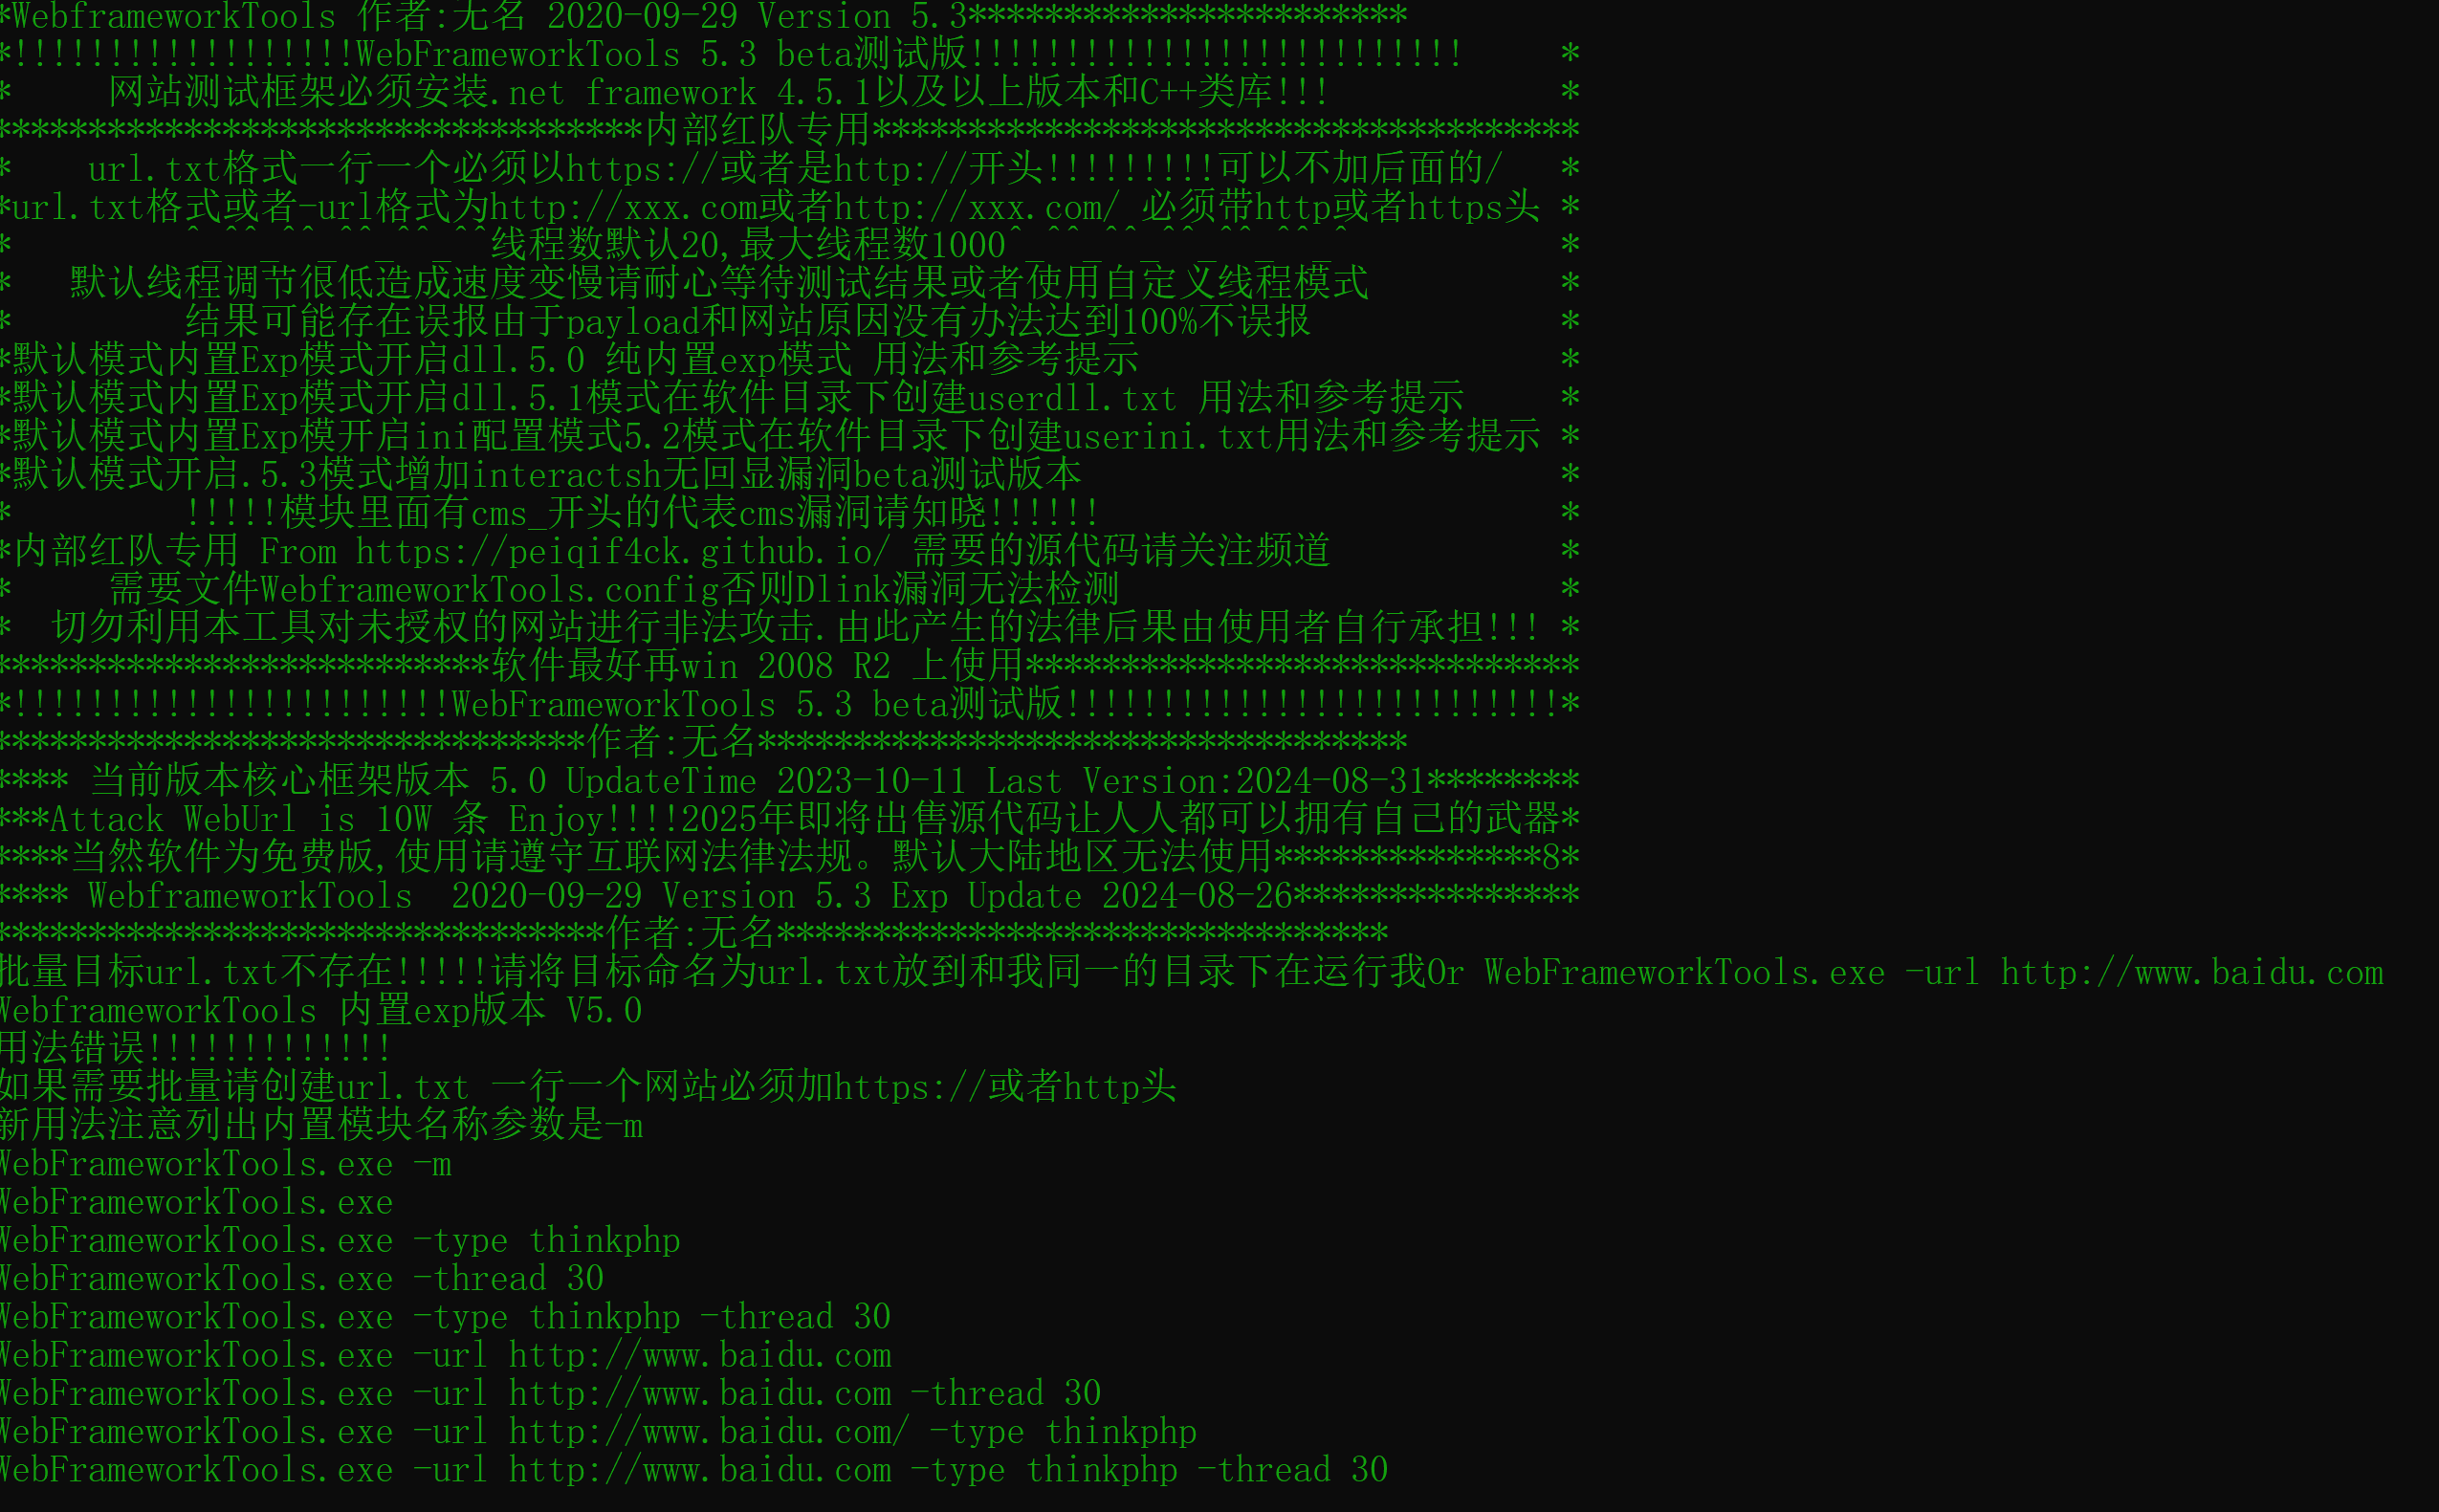 *WebframeworkTools 作者:无名 2020-09-29 Version 5.3***********************
*!!!!!!!!!!!!!!!!!!WebFrameworkTools 5.3 beta测试版!!!!!!!!!!!!!!!!!!!!!!!!!!     *
*     网站测试框架必须安装.net framework 4.5.1以及以上版本和C++类库!!!            *
**********************************内部红队专用*************************************
*    url.txt格式一行一个必须以https://或者是http://开头!!!!!!!!!可以不加后面的/   *
*url.txt格式或者-url格式为http://xxx.com或者http://xxx.com/ 必须带http或者https头 *
*         ^_^^_^^_^^_^^_^^线程数默认20,最大线程数1000^_^^_^^_^^_^^_^^_^           *
*   默认线程调节很低造成速度变慢请耐心等待测试结果或者使用自定义线程模式          *
*         结果可能存在误报由于payload和网站原因没有办法达到100%不误报             *
*默认模式内置Exp模式开启dll.5.0 纯内置exp模式 用法和参考提示                      *
*默认模式内置Exp模式开启dll.5.1模式在软件目录下创建userdll.txt 用法和参考提示     *
*默认模式内置Exp模开启ini配置模式5.2模式在软件目录下创建userini.txt用法和参考提示 *
*默认模式开启.5.3模式增加interactsh无回显漏洞beta测试版本                         *
*         !!!!!模块里面有cms_开头的代表cms漏洞请知晓!!!!!!                        *
*内部红队专用 From https://peiqif4ck.github.io/ 需要的源代码请关注频道            *
*     需要文件WebframeworkTools.config否则Dlink漏洞无法检测                       *
*  切勿利用本工具对未授权的网站进行非法攻击.由此产生的法律后果由使用者自行承担!!! *
**************************软件最好再win 2008 R2 上使用*****************************
*!!!!!!!!!!!!!!!!!!!!!!!WebFrameworkTools 5.3 beta测试版!!!!!!!!!!!!!!!!!!!!!!!!!!*
*******************************作者:无名**********************************
**** 当前版本核心框架版本 5.0 UpdateTime 2023-10-11 Last Version:2024-08-31********
***Attack WebUrl is 10W 条 Enjoy!!!!2025年即将出售源代码让人人都可以拥有自己的武器*
****当然软件为免费版,使用请遵守互联网法律法规。默认大陆地区无法使用**************8*
**** WebframeworkTools  2020-09-29 Version 5.3 Exp Update 2024-08-26***************
********************************作者:无名********************************
批量目标url.txt不存在!!!!!请将目标命名为url.txt放到和我同一的目录下在运行我Or WebFrameworkTools.exe -url http://www.baidu.com
WebframeworkTools 内置exp版本 V5.0
用法错误!!!!!!!!!!!!!
如果需要批量请创建url.txt 一行一个网站必须加https://或者http头
新用法注意列出内置模块名称参数是-m
WebFrameworkTools.exe -m
WebFrameworkTools.exe
WebFrameworkTools.exe -type thinkphp
WebFrameworkTools.exe -thread 30
WebFrameworkTools.exe -type thinkphp -thread 30
WebFrameworkTools.exe -url http://www.baidu.com
WebFrameworkTools.exe -url http://www.baidu.com -thread 30
WebFrameworkTools.exe -url http://www.baidu.com/ -type thinkphp
WebFrameworkTools.exe -url http://www.baidu.com -type thinkphp -thread 30